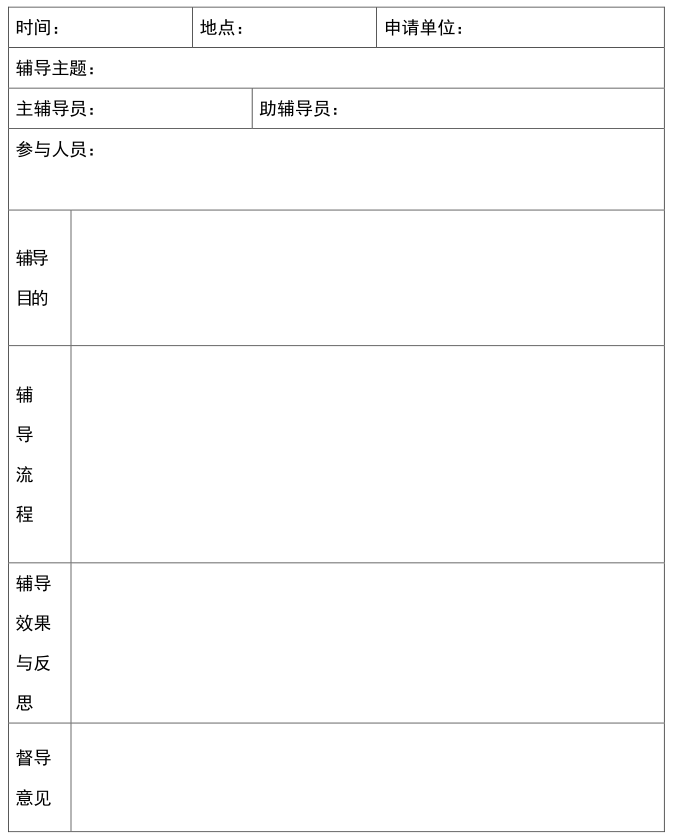 时间： 地点： 申请单位：
辅导主题：
主辅导员： 助辅导员：
参与人员：
辅导
目的
辅
导
流
程
辅导
效果
与反
思
督导
意见